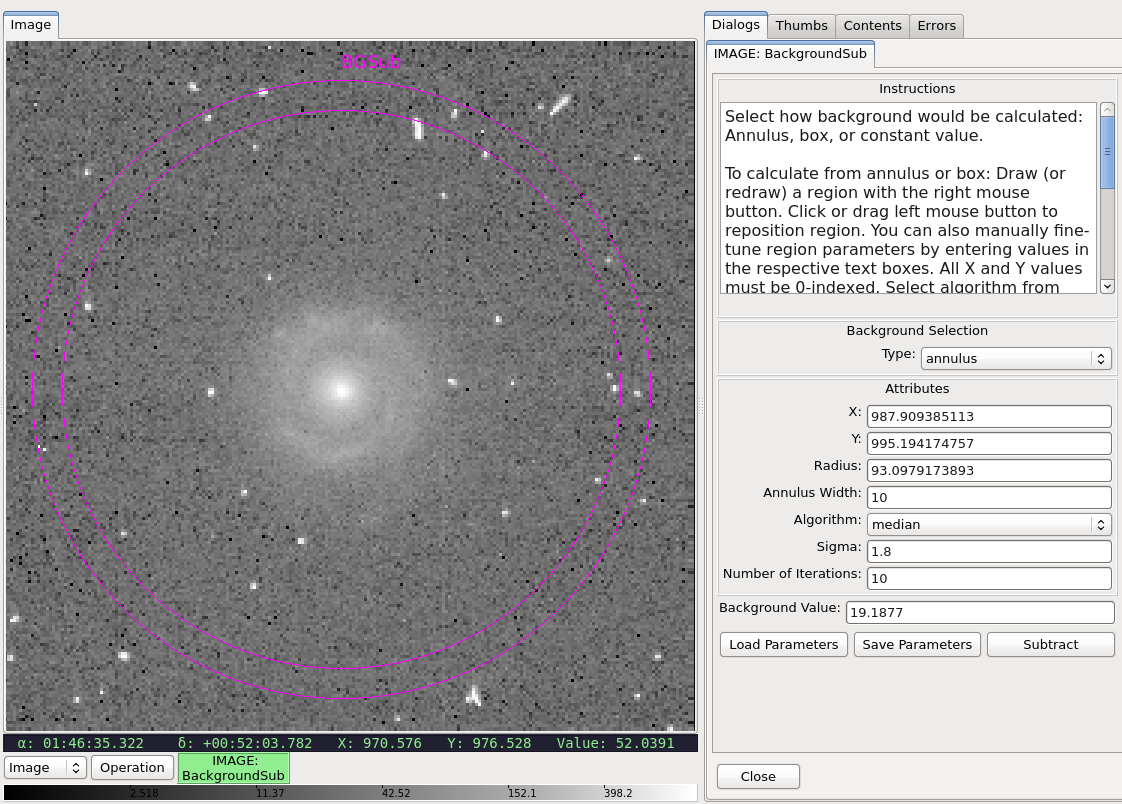 Image
Dialogs Thumbs Contents Errors
IMAGE: BackgroundSub
BGSub
Instructions
Select how background would be calculated:
Annulus, box, or constant value.
To calculate from annulus or box: Draw (or
redraw) a region with the right mouse
button. Click or drag left mouse button to
reposition region. You can also manually fine-
tune region parameters by entering values in
the respective text boxes. All X and Y values
must be 0-indexed. Select algorithm from
Background Selection
Type: annulus
Attributes
X: 987.909385113
Y: 995.194174757
Radius: 93.0979173893
Annulus Width: 10
Algorithm: median
Sigma: 1.8
Number of Iterations: 10
Background Value: 19.1877
Load Parameters Save Parameters Subtract
α: 01:46:35.322 δ: +00:52:03.782 X: 970.576 Y: 976.528 Value: 52.0391
Image Operation IMAGE:
BackgroundSub
Close
2.518 11.37 42.52 152.1 398.2